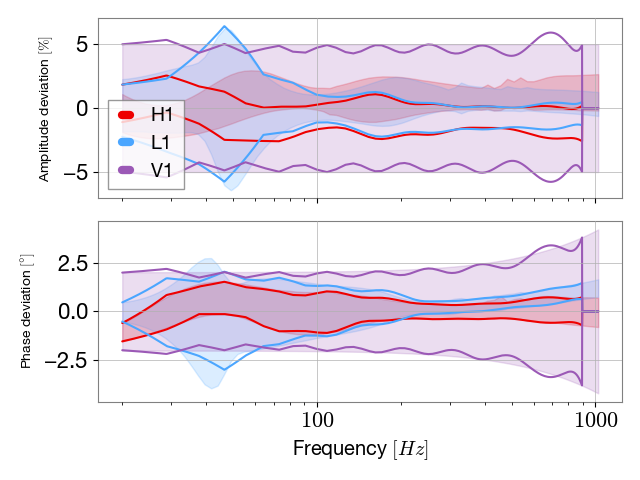 Amplitude deviation [%]
5
0
−5
H1
L1
V1
Phase deviation [°]
2.5
0.0
−2.5
100
1000
Frequency [Hz]